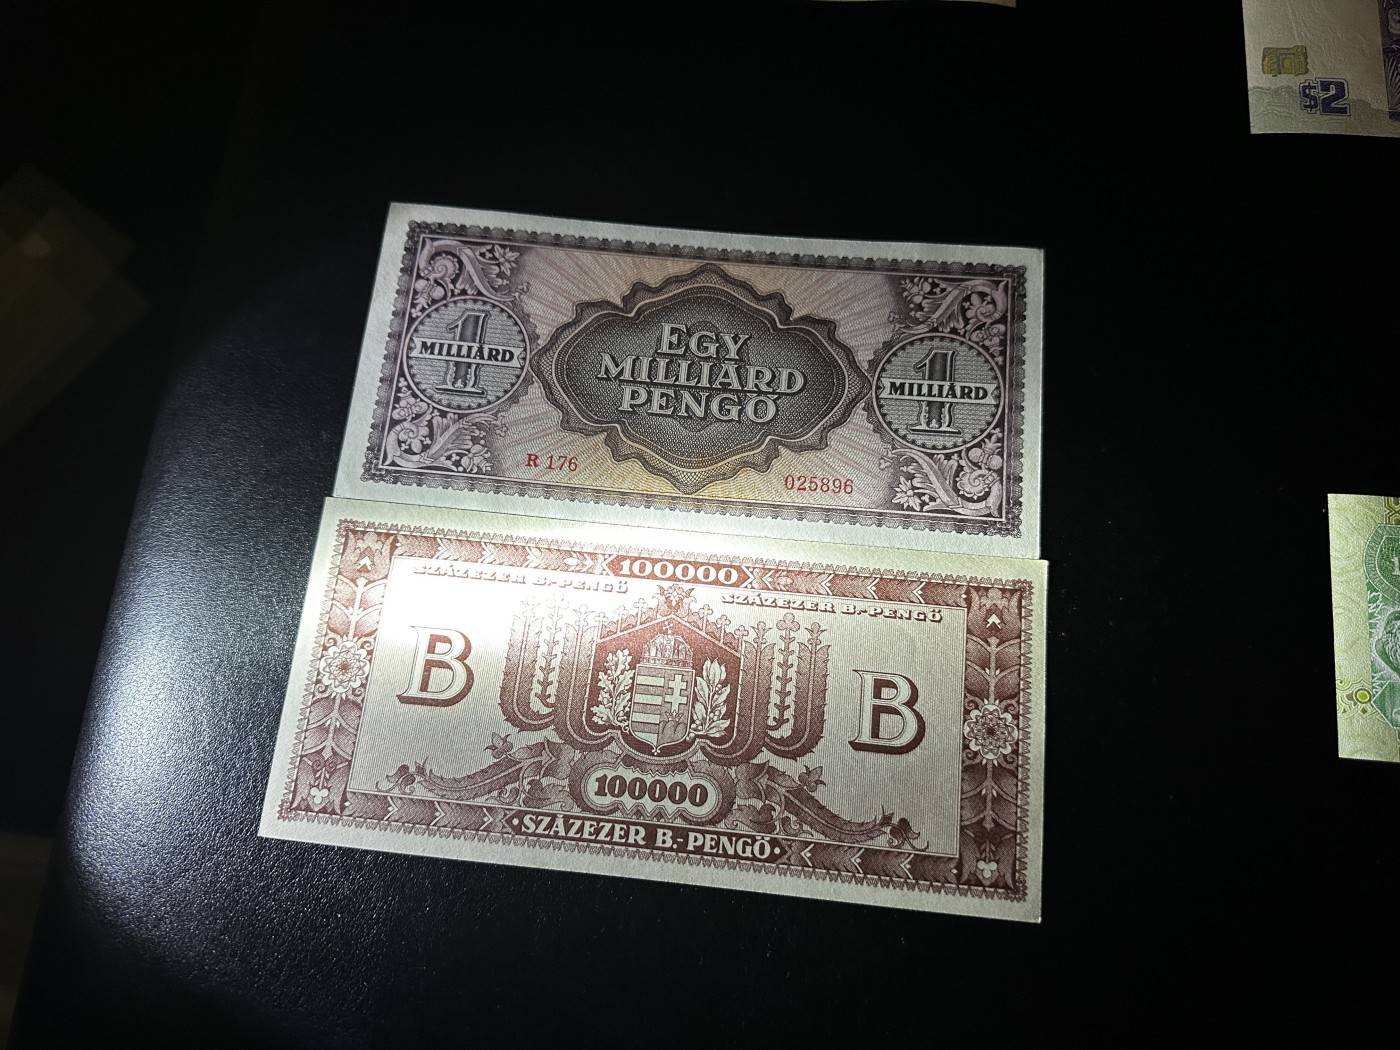 $2
EGY
MILLIÁRD
PENGŐ
1
MILLIÁRD
1
MILLIÁRD
R 176
025896
100000
SZÁZEZER B.-PENGŐ
SZÁZEZER B.-PENGŐ
B
B
100000
·SZÁZEZER B.-PENGŐ·